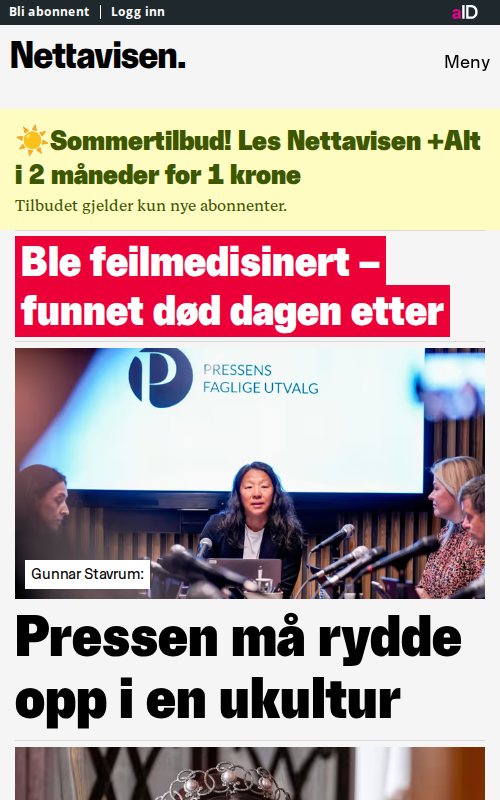 Bli abonnent
Logg inn
aID
Nettavisen.
Meny
☀️Sommertilbud! Les Nettavisen +Alt
i 2 måneder for 1 krone
Tilbudet gjelder kun nye abonnenter.
Ble feilmedisinert –
funnet død dagen etter
P
PRESSENS
FAGLIGE UTVALG
Gunnar Stavrum:
Pressen må rydde
opp i en ukultur